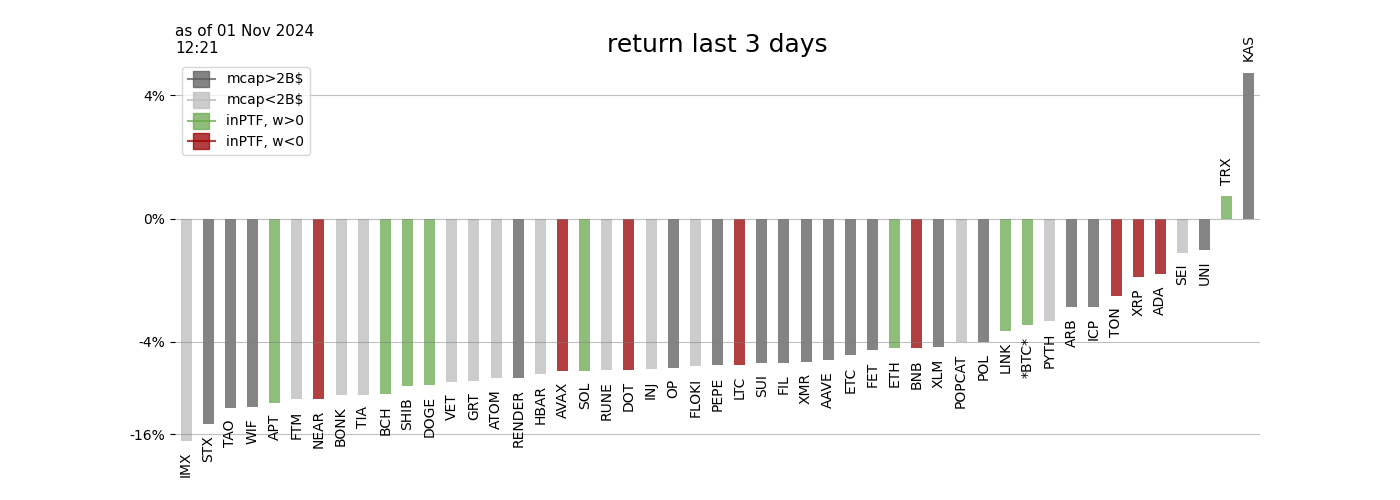 as of 01 Nov 2024
12:21
return last 3 days
mcap>2B$
mcap<2B$
inPTF, w>0
inPTF, w<0
4%
0%
-4%
-16%
IMX
STX
TAO
WIF
APT
FTM
NEAR
BONK
TIA
BCH
SHIB
DOGE
VET
GRT
ATOM
RENDER
HBAR
AVAX
SOL
RUNE
DOT
INJ
OP
FLOKI
PEPE
LTC
SUI
FIL
XMR
AAVE
ETC
FET
ETH
BNB
XLM
POPCAT
POL
LINK
*BTC*
PYTH
ARB
ICP
TON
XRP
ADA
SEI
UNI
TRX
KAS